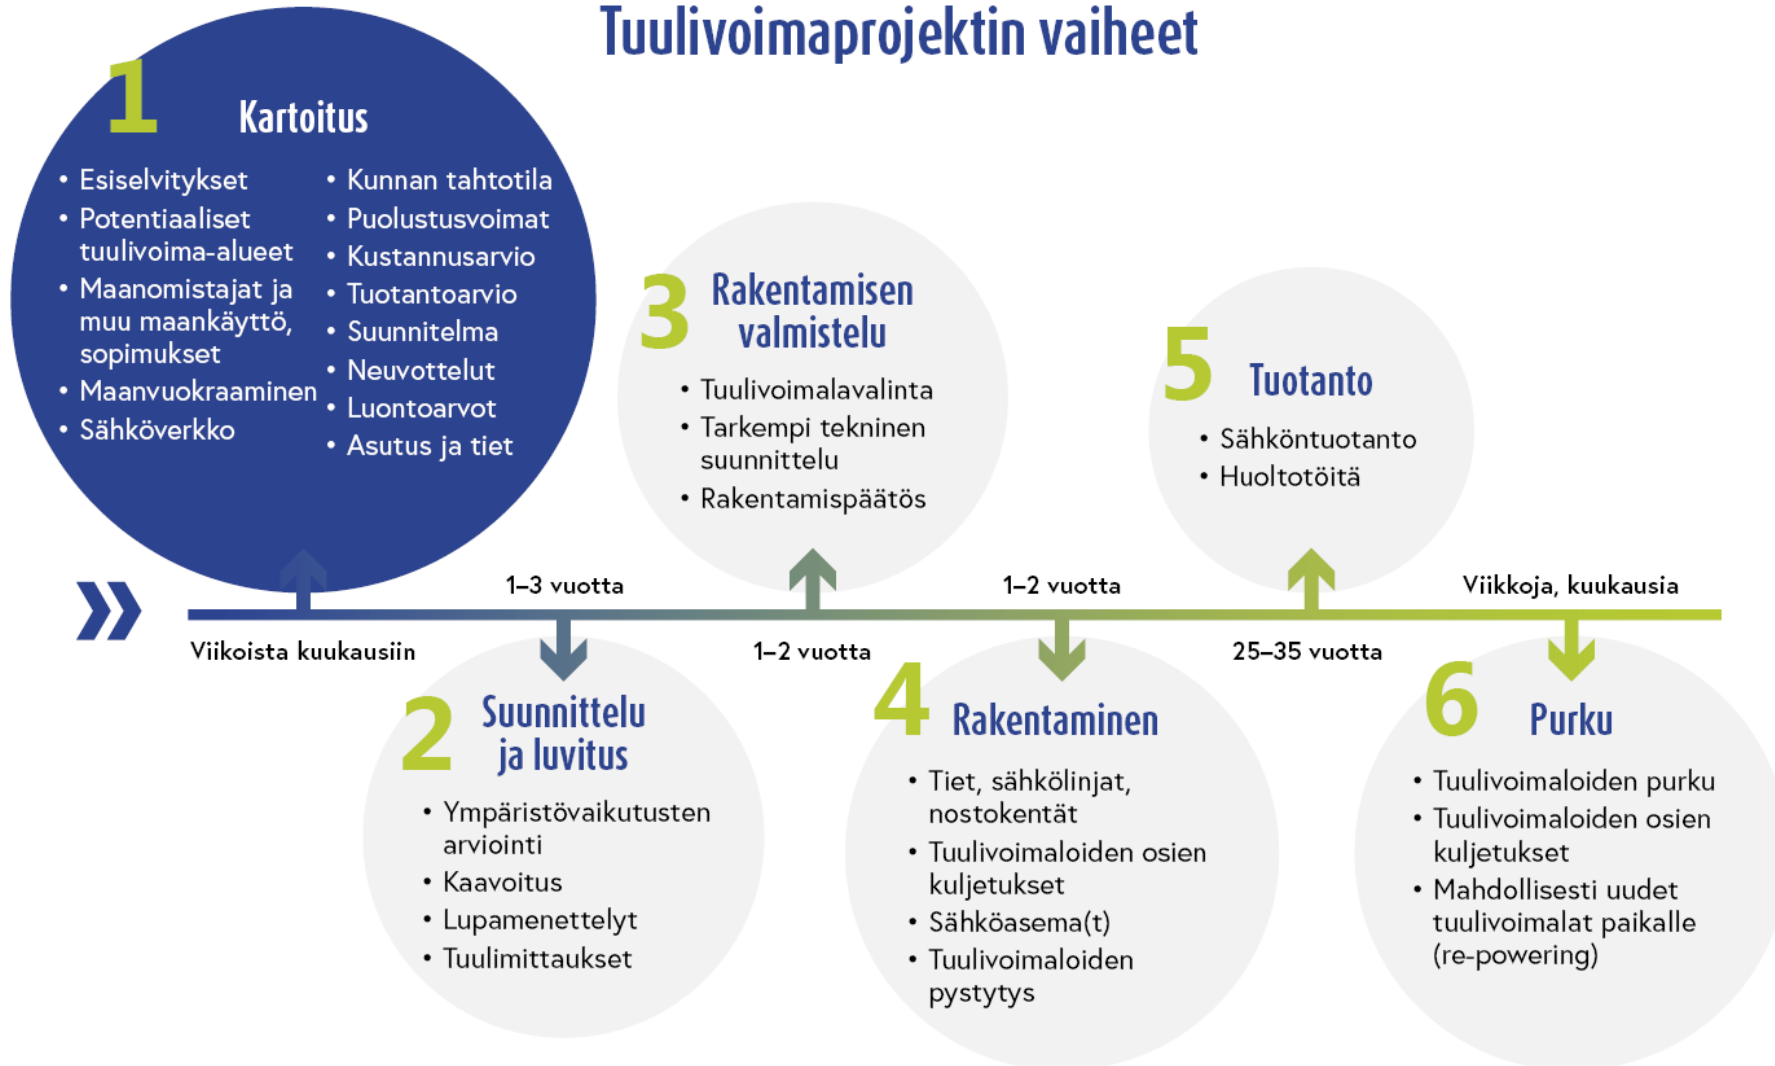 Tuulivoimaprojektin vaiheet
1
Kartoitus
• Esiselvitykset
• Potentiaaliset
tuulivoima-alueet
• Maanomistajat ja
muu maankäyttö,
sopimukset
• Maanvuokraaminen
• Sähköverkko
• Kunnan tahtotila
• Puolustusvoimat
• Kustannusarvio
• Tuotantoarvio
• Suunnitelma
• Neuvottelut
• Luontoarvot
• Asutus ja tiet
Viikoista kuukausiin
1–3 vuotta
2
Suunnittelu
ja luvitus
• Ympäristövaikutusten
arviointi
• Kaavoitus
• Lupamenettelyt
• Tuulimittaukset
3
Rakentamisen
valmistelu
• Tuulivoimalavalinta
• Tarkempi tekninen
suunnittelu
• Rakentamispäätös
1–2 vuotta
1–2 vuotta
4
Rakentaminen
• Tiet, sähkölinjat,
nostokentät
• Tuulivoimaloiden osien
kuljetukset
• Sähköasema(t)
• Tuulivoimaloiden
pystytys
5
Tuotanto
• Sähköntuotanto
• Huoltotöitä
25–35 vuotta
Viikkoja, kuukausia
6
Purku
• Tuulivoimaloiden purku
• Tuulivoimaloiden osien
kuljetukset
• Mahdollisesti uudet
tuulivoimalat paikalle
(re-powering)